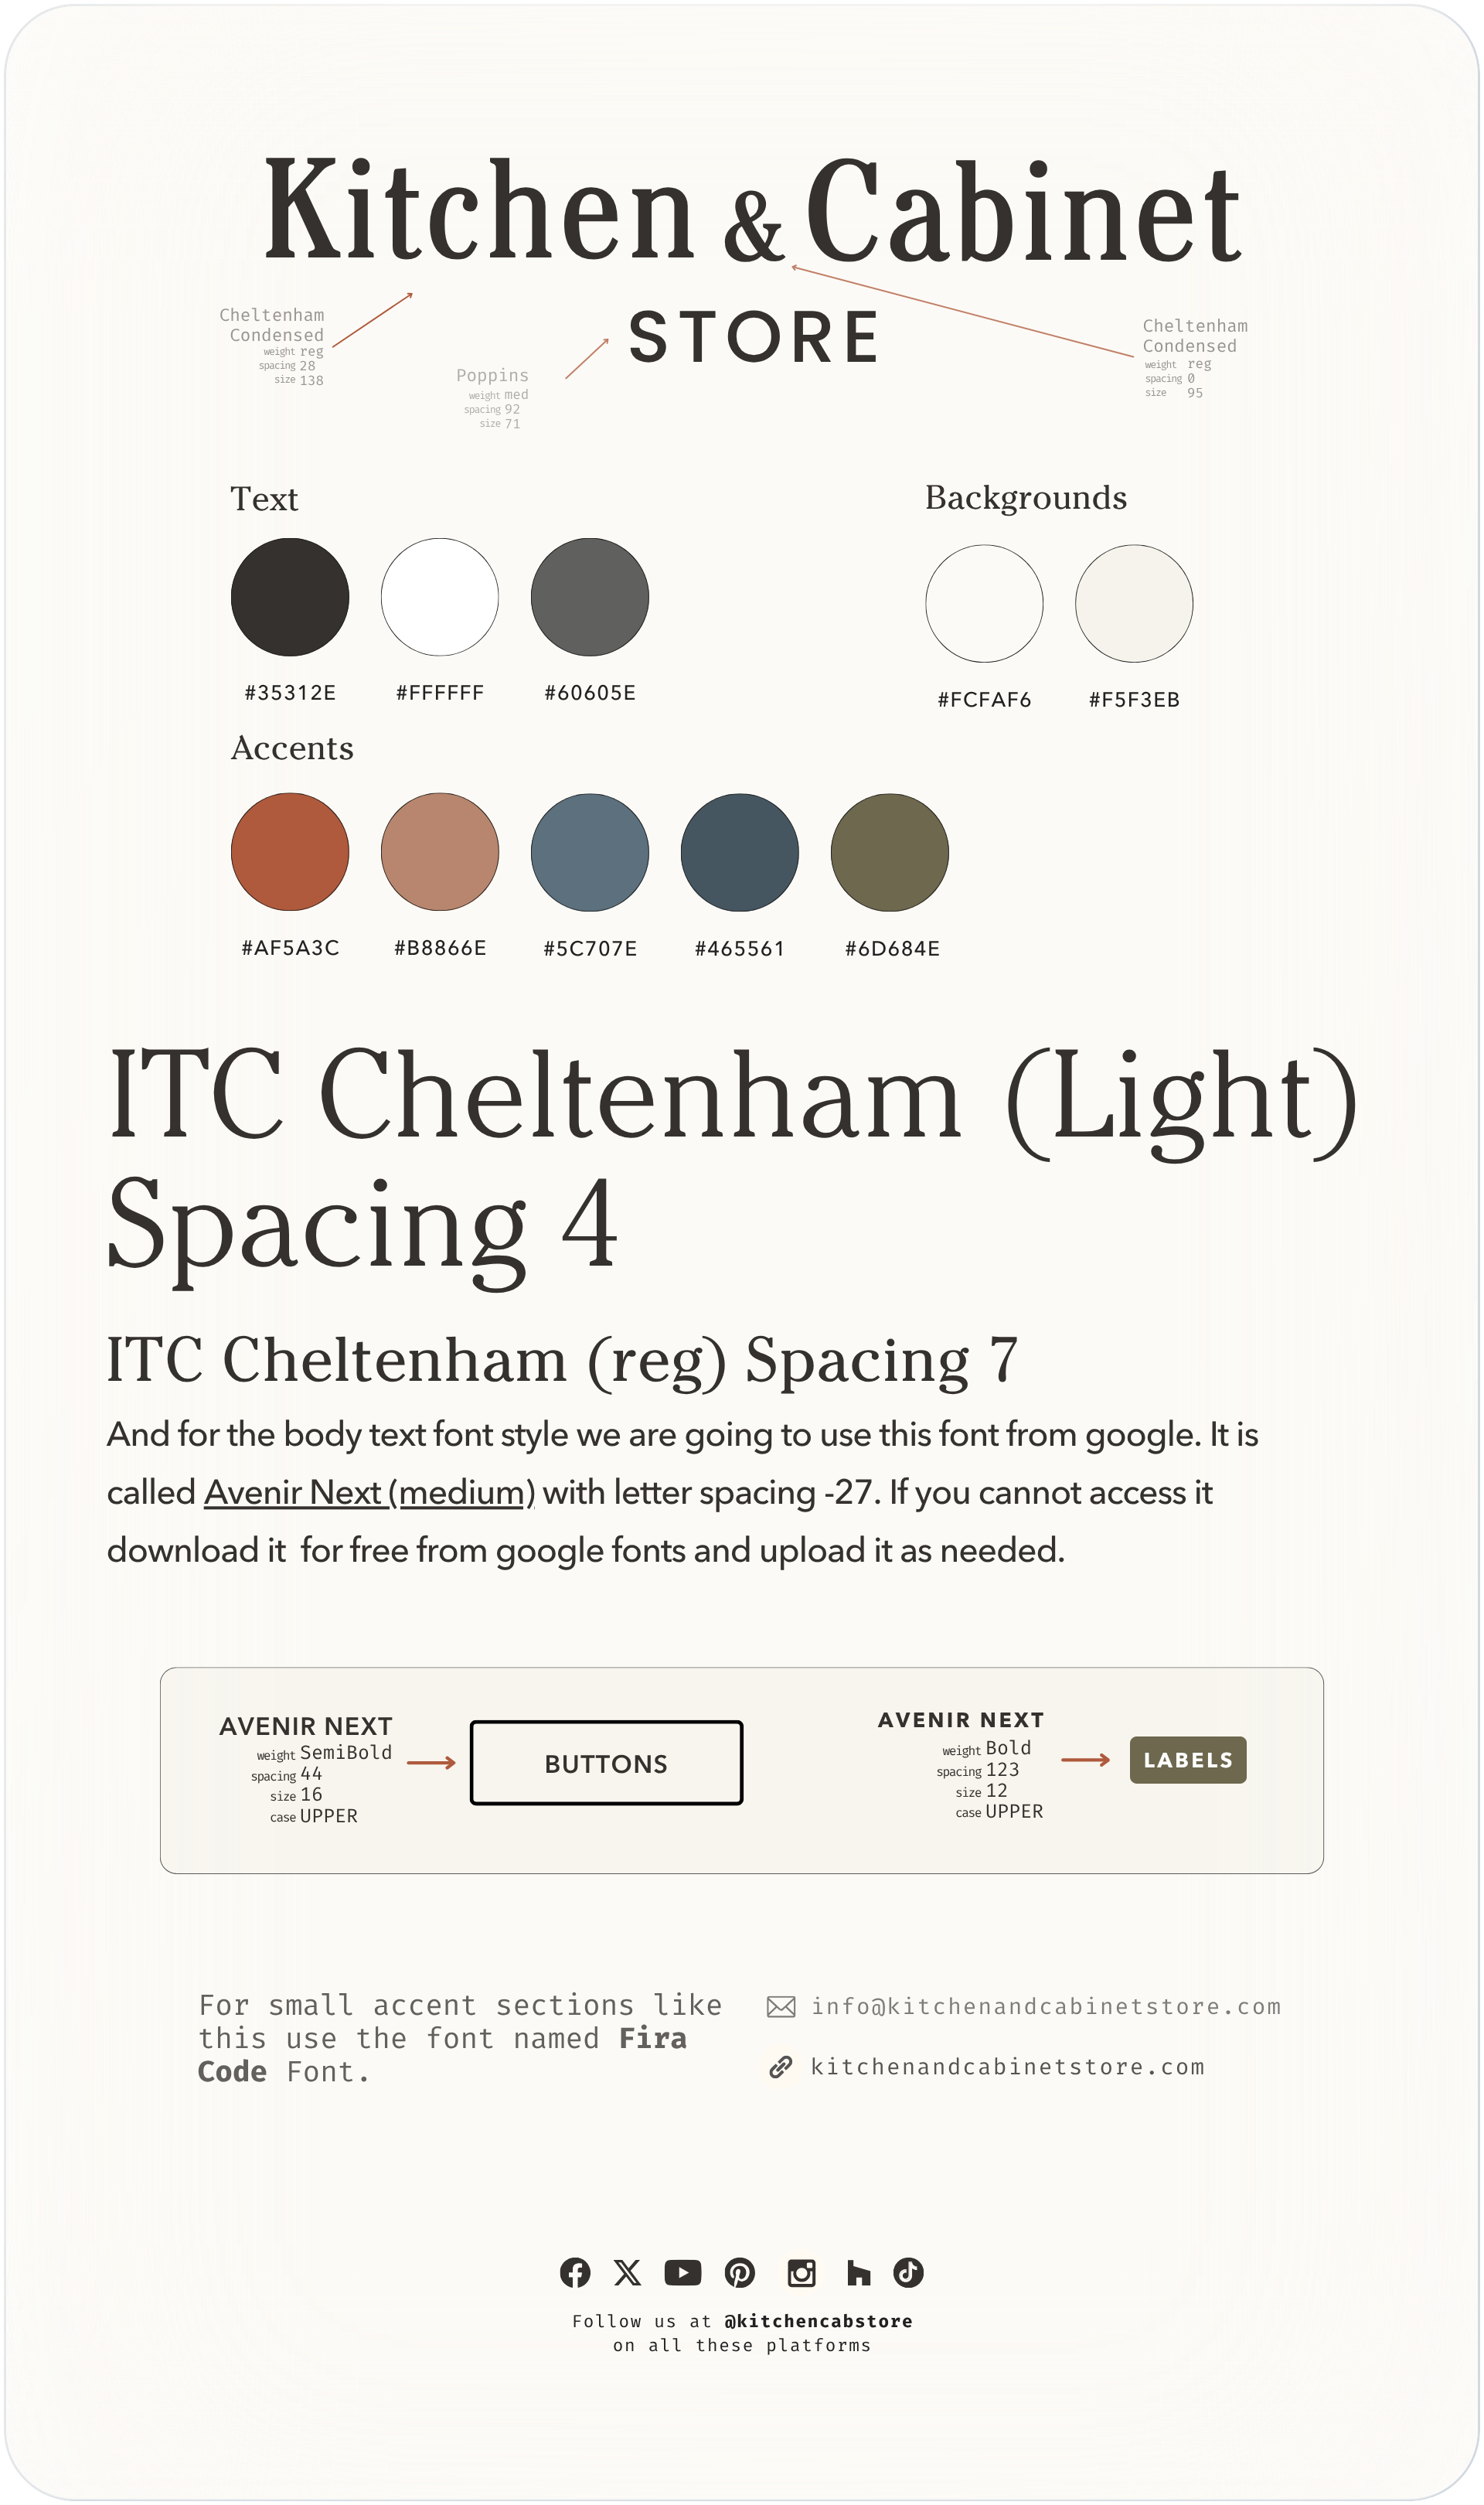 Kitchen & Cabinet
STORE
Cheltenham
Condensed
weight reg
spacing 28
size 138
Poppins
weight med
spacing 92
size 71
Cheltenham
Condensed
weight reg
spacing 0
size 95
Text
#35312E #FFFFFF #60605E
Backgrounds
#FCFAF6 #F5F3EB
Accents
#AF5A3C #B8866E #5C707E #465561 #6D684E
ITC Cheltenham (Light)
Spacing 4
ITC Cheltenham (reg) Spacing 7
And for the body text font style we are going to use this font from google. It is
called Avenir Next (medium) with letter spacing -27. If you cannot access it
download it  for free from google fonts and upload it as needed.
AVENIR NEXT
weight SemiBold
spacing 44
size 16
case UPPER
BUTTONS
AVENIR NEXT
weight Bold
spacing 123
size 12
case UPPER
LABELS
For small accent sections like
this use the font named Fira
Code Font.
info@kitchenandcabinetstore.com
kitchenandcabinetstore.com
Follow us at @kitchencabstore
on all these platforms